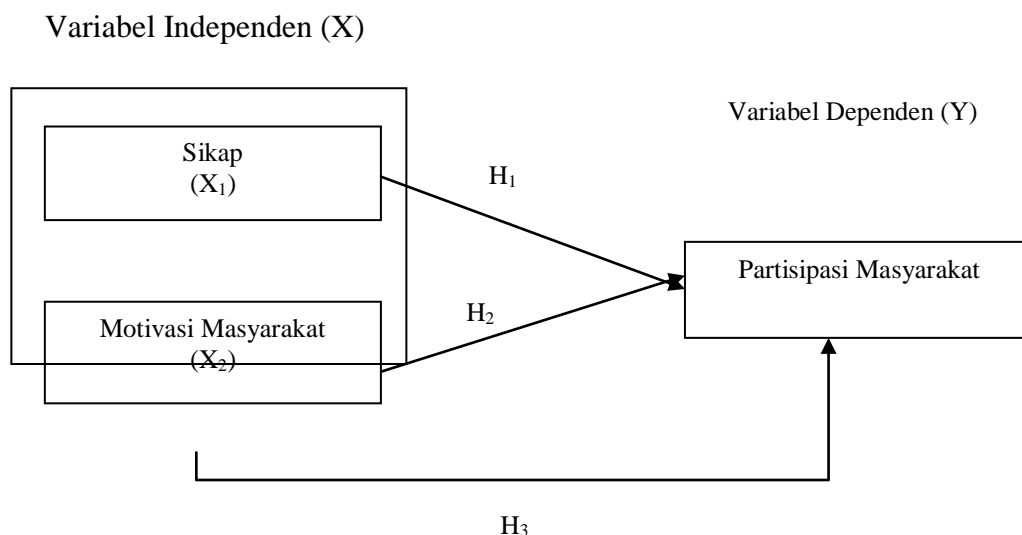 Variabel Independen (X)
Variabel Dependen (Y)
Sikap
(X₁)
H₁
Partisipasi Masyarakat
H₂
Motivasi Masyarakat
(X₂)
H₃